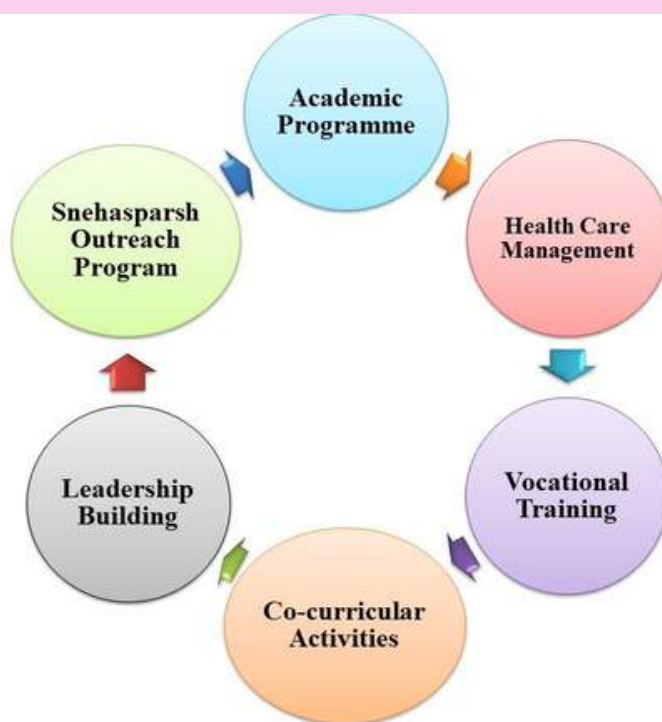 Academic
Programme
Health Care
Management
Vocational
Training
Co-curricular
Activities
Leadership
Building
Snehasparsh
Outreach
Program